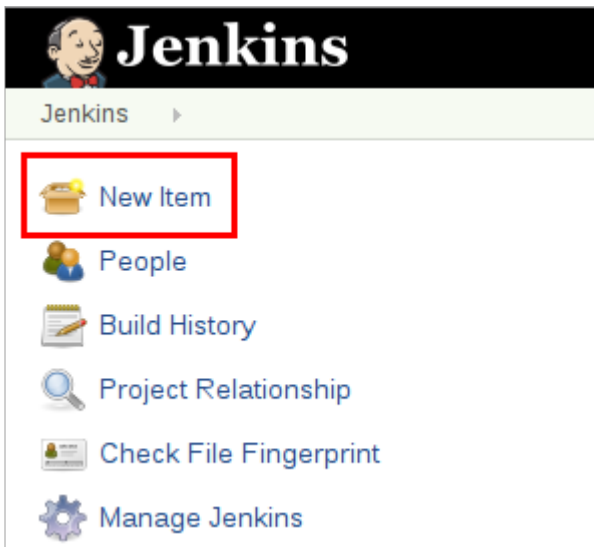 Jenkins
Jenkins
New Item
People
Build History
Project Relationship
Check File Fingerprint
Manage Jenkins